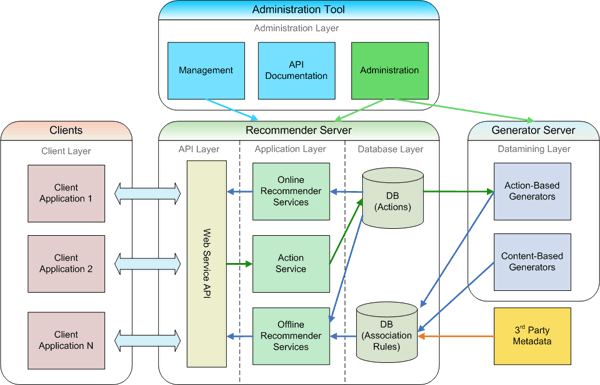 Administration Tool
Administration Layer
Management
API
Documentation
Administration
Clients
Client Layer
Client
Application 1
Client
Application 2
Client
Application N
Recommender Server
API Layer
Application Layer
Database Layer
Web Service API
Online
Recommender
Services
Action
Service
Offline
Recommender
Services
DB
(Actions)
DB
(Association
Rules)
Generator Server
Datamining Layer
Action-Based
Generators
Content-Based
Generators
3rd Party
Metadata